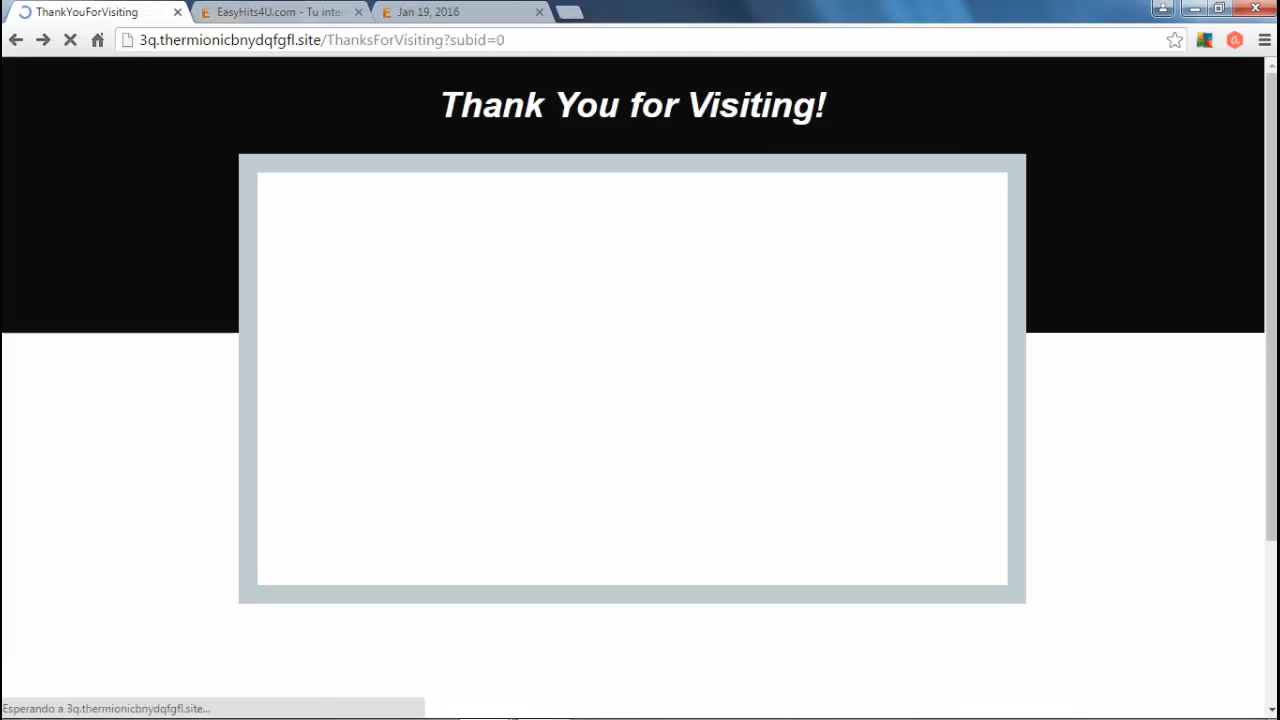 ThankYouForVisiting
EasyHits4U.com - Tu inte
Jan 19, 2016
3q.thermionicbnydqfgfl.site/ThanksForVisiting?subid=0
Thank You for Visiting!
Esperando a 3q.thermionicbnydqfgfl.site...